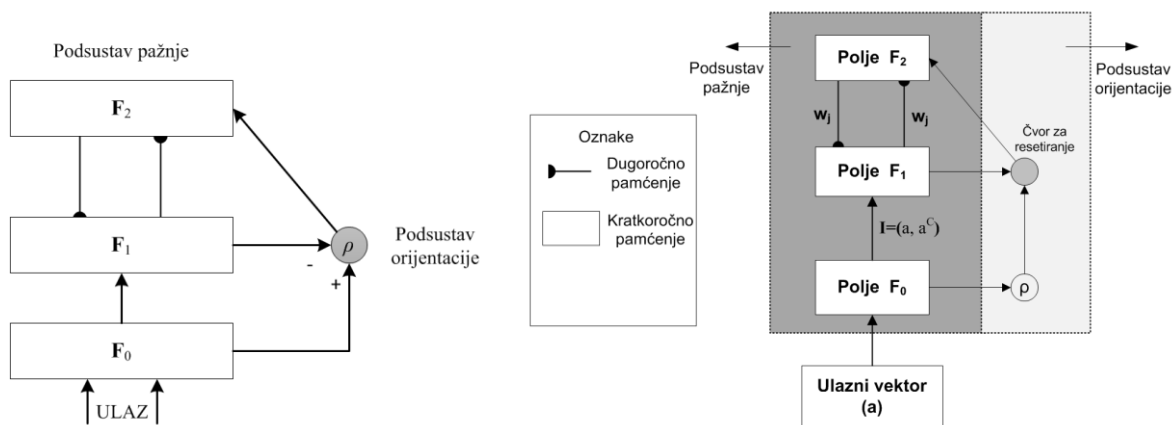 Podsustav pažnje
F₂
F₁
ρ
-
+
Podsustav
orijentacije
F₀
ULAZ
Oznake
Dugoročno
pamćenje
Kratkoročno
pamćenje
Podsustav
pažnje
Polje F₂
Podsustav
orijentacije
wⱼ wⱼ
Čvor za
resetiranje
Polje F₁
I=(a, aᶜ)
Polje F₀
ρ
Ulazni vektor
(a)